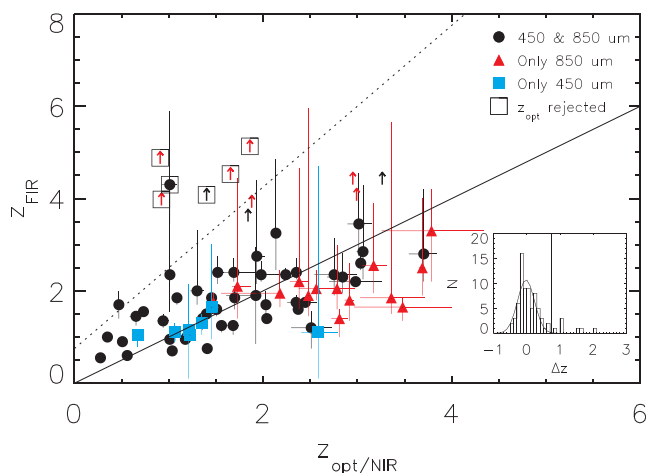 8
6
4
2
0
Z_FIR
450 & 850 um
Only 850 um
Only 450 um
z_opt rejected
20
15
10
5
0
N
−1 0 1 2 3
Δz
0 2 4 6
Z_opt/NIR